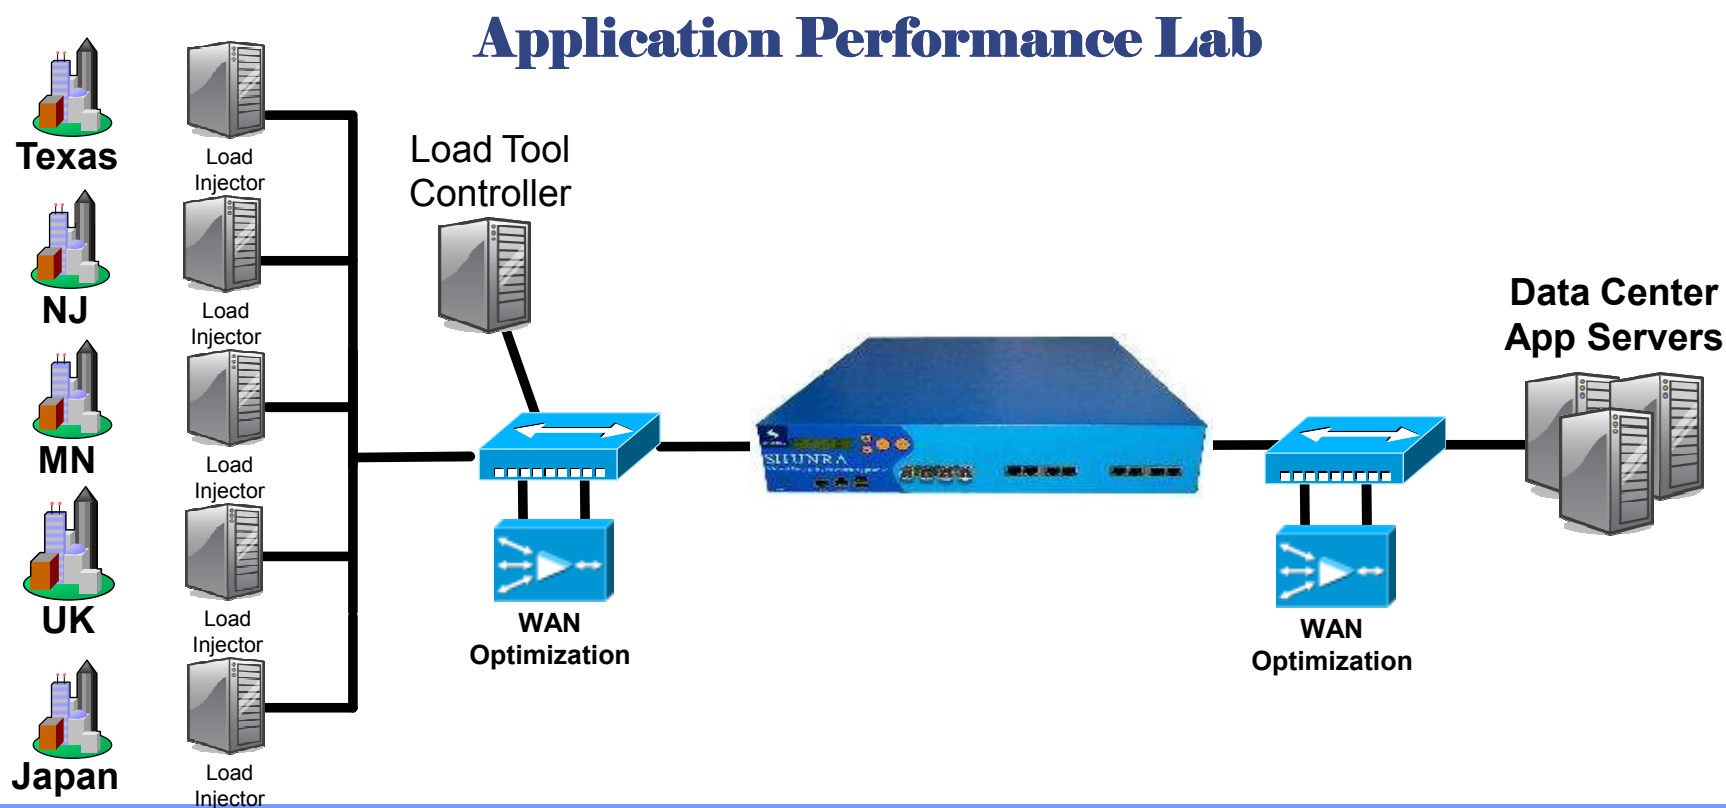 Application Performance Lab
Texas
Load
Injector
NJ
Load
Injector
MN
Load
Injector
UK
Load
Injector
Japan
Load
Injector
Load Tool
Controller
WAN
Optimization
SHUNRA
WAN
Optimization
Data Center
App Servers